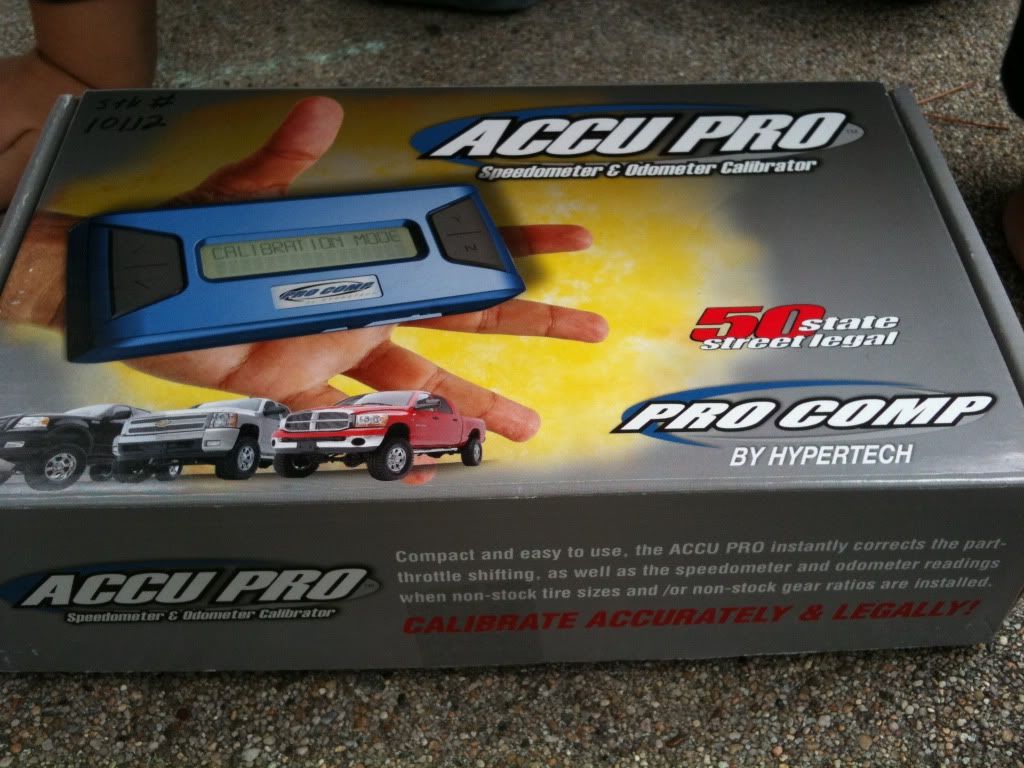 Stk #
10112
ACCU PRO™
Speedometer & Odometer Calibrator
CALIBRATION MODE
Y
N
PRO COMP
50 state
street legal
PRO COMP
BY HYPERTECH
ACCU PRO
Speedometer & Odometer Calibrator
Compact and easy to use, the ACCU PRO instantly corrects the part-
throttle shifting, as well as the speedometer and odometer readings
when non-stock tire sizes and /or non-stock gear ratios are installed.
CALIBRATE ACCURATELY & LEGALLY!